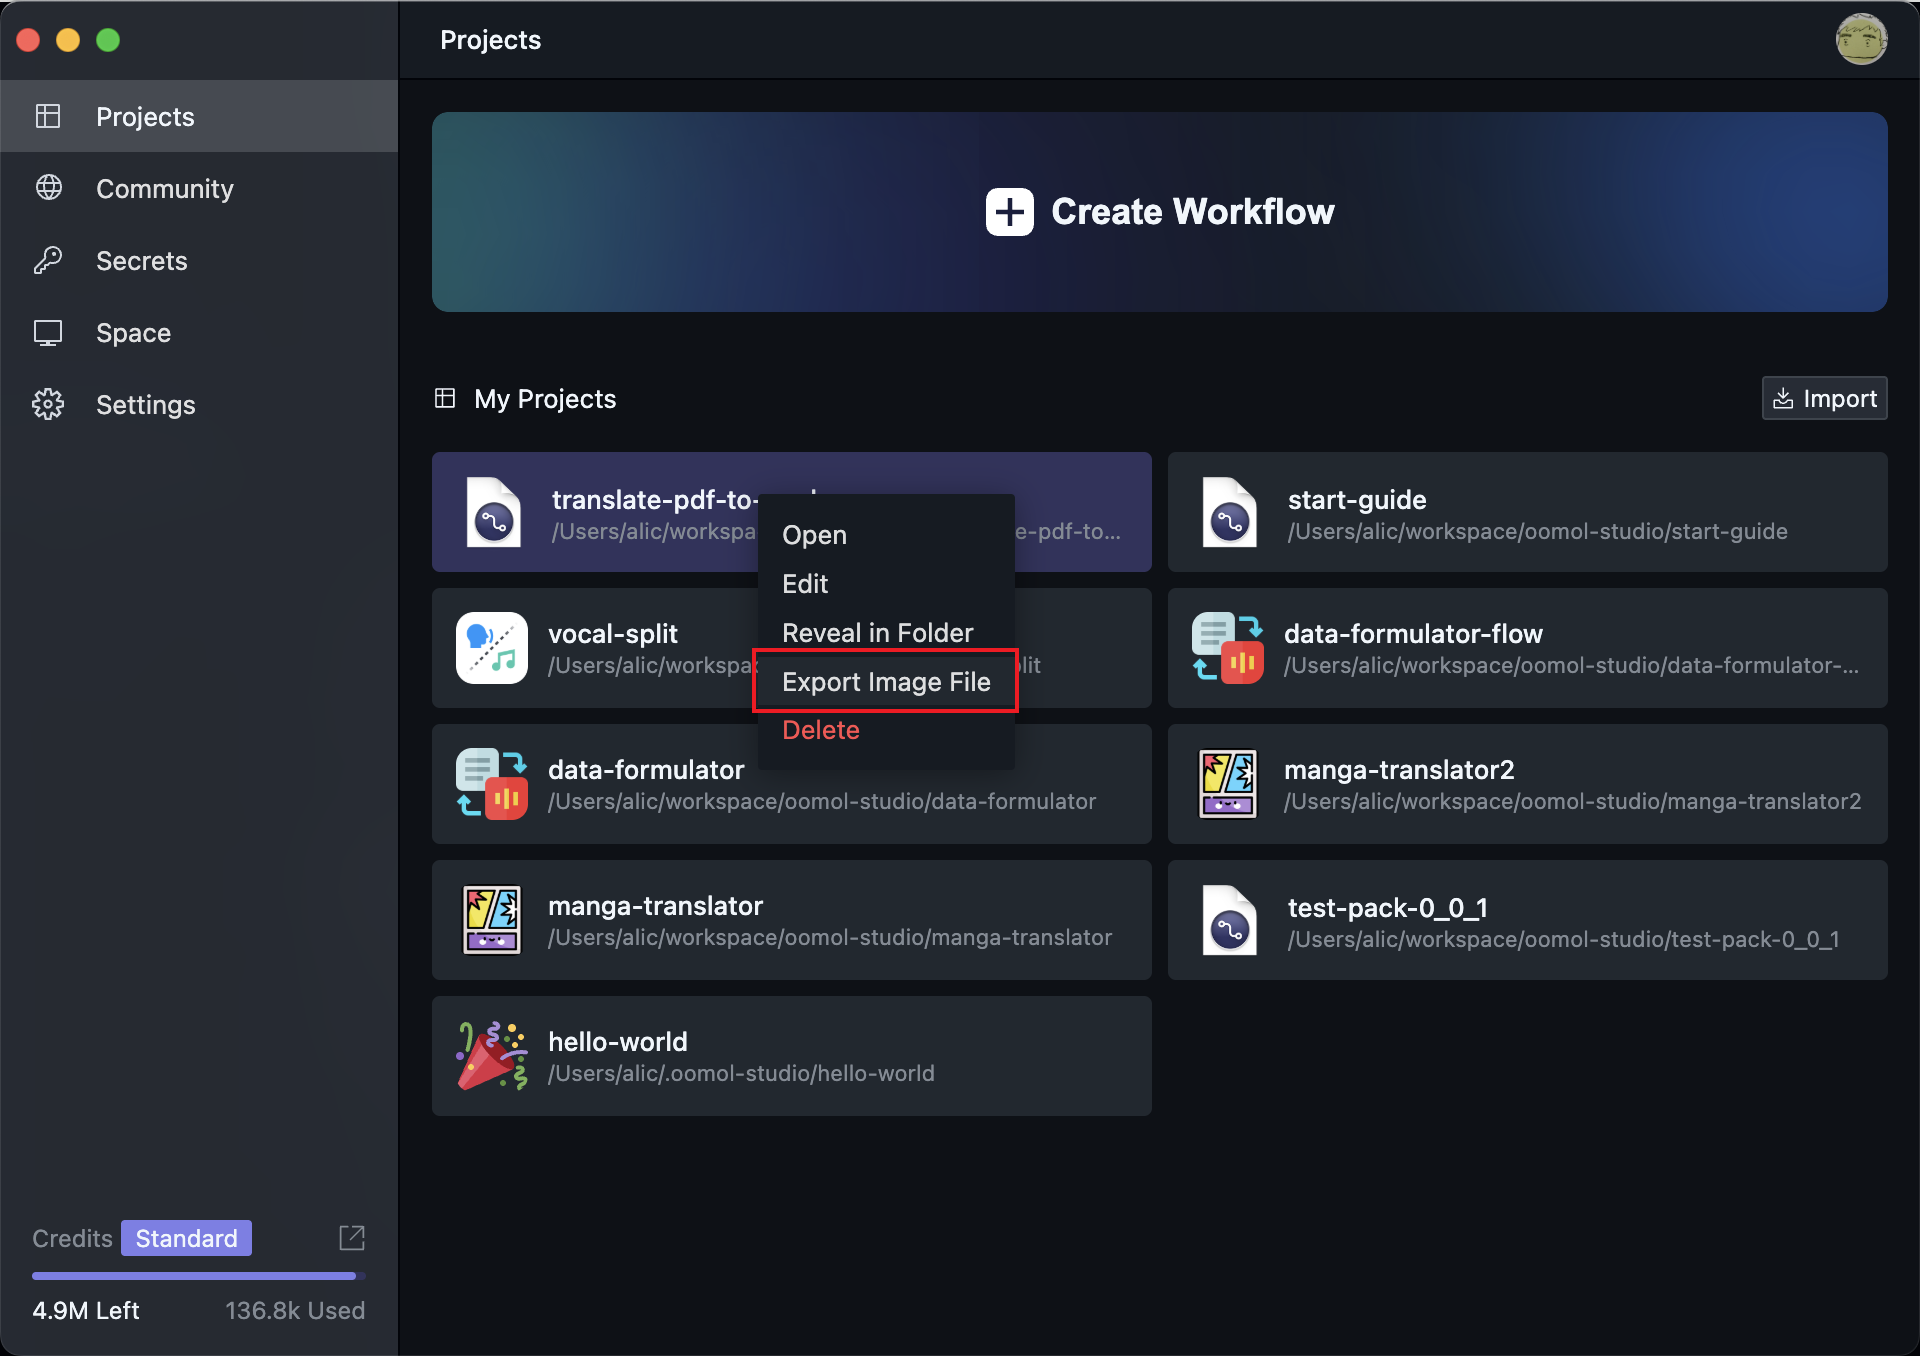 Projects
Projects
Community
Secrets
Space
Settings
Create Workflow
My Projects
Import
translate-pdf-to-
/Users/alic/workspa
e-pdf-to...
Open
Edit
Reveal in Folder
Export Image File
Delete
start-guide
/Users/alic/workspace/oomol-studio/start-guide
vocal-split
/Users/alic/workspac
lit
data-formulator-flow
/Users/alic/workspace/oomol-studio/data-formulator-...
data-formulator
/Users/alic/workspace/oomol-studio/data-formulator
manga-translator2
/Users/alic/workspace/oomol-studio/manga-translator2
manga-translator
/Users/alic/workspace/oomol-studio/manga-translator
test-pack-0_0_1
/Users/alic/workspace/oomol-studio/test-pack-0_0_1
hello-world
/Users/alic/.oomol-studio/hello-world
Credits Standard
4.9M Left 136.8k Used